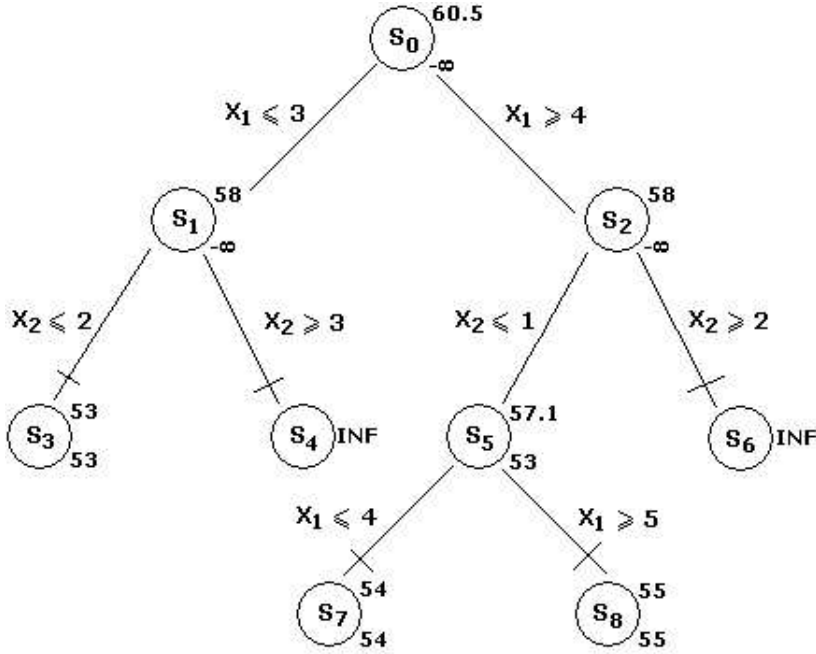 60.5
S0
-∞
X1 ⩽ 3
X1 ⩾ 4
58
S1
-∞
58
S2
-∞
X2 ⩽ 2
X2 ⩾ 3
X2 ⩽ 1
X2 ⩾ 2
53
S3
53
S4 INF
57.1
S5
53
S6 INF
X1 ⩽ 4
X1 ⩾ 5
54
S7
54
55
S8
55